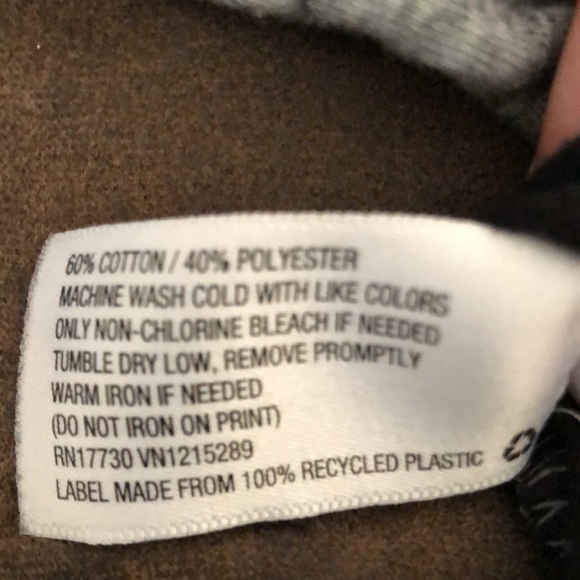 60% COTTON / 40% POLYESTER
MACHINE WASH COLD WITH LIKE COLORS
ONLY NON-CHLORINE BLEACH IF NEEDED
TUMBLE DRY LOW, REMOVE PROMPTLY
WARM IRON IF NEEDED
(DO NOT IRON ON PRINT)
RN17730 VN1215289
LABEL MADE FROM 100% RECYCLED PLASTIC